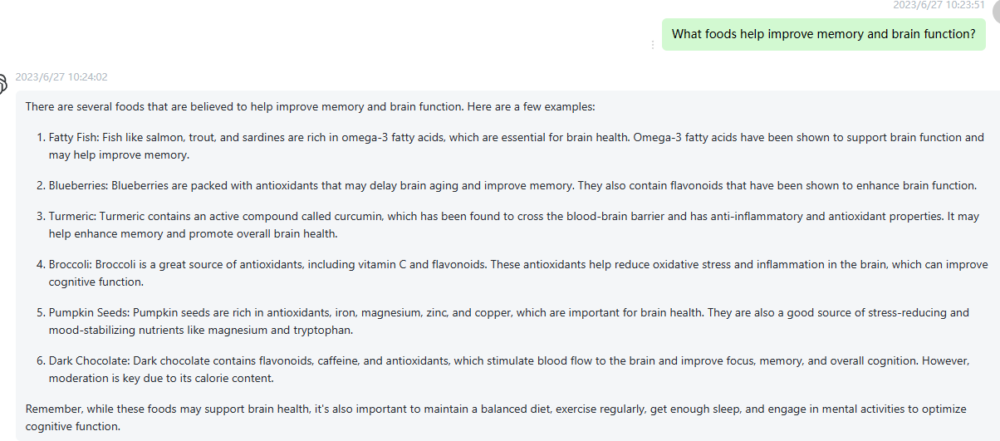 2023/6/27 10:23:51
What foods help improve memory and brain function?
2023/6/27 10:24:02
There are several foods that are believed to help improve memory and brain function. Here are a few examples:
1. Fatty Fish: Fish like salmon, trout, and sardines are rich in omega-3 fatty acids, which are essential for brain health. Omega-3 fatty acids have been shown to support brain function and
may help improve memory.
2. Blueberries: Blueberries are packed with antioxidants that may delay brain aging and improve memory. They also contain flavonoids that have been shown to enhance brain function.
3. Turmeric: Turmeric contains an active compound called curcumin, which has been found to cross the blood-brain barrier and has anti-inflammatory and antioxidant properties. It may
help enhance memory and promote overall brain health.
4. Broccoli: Broccoli is a great source of antioxidants, including vitamin C and flavonoids. These antioxidants help reduce oxidative stress and inflammation in the brain, which can improve
cognitive function.
5. Pumpkin Seeds: Pumpkin seeds are rich in antioxidants, iron, magnesium, zinc, and copper, which are important for brain health. They are also a good source of stress-reducing and
mood-stabilizing nutrients like magnesium and tryptophan.
6. Dark Chocolate: Dark chocolate contains flavonoids, caffeine, and antioxidants, which stimulate blood flow to the brain and improve focus, memory, and overall cognition. However,
moderation is key due to its calorie content.
Remember, while these foods may support brain health, it's also important to maintain a balanced diet, exercise regularly, get enough sleep, and engage in mental activities to optimize
cognitive function.